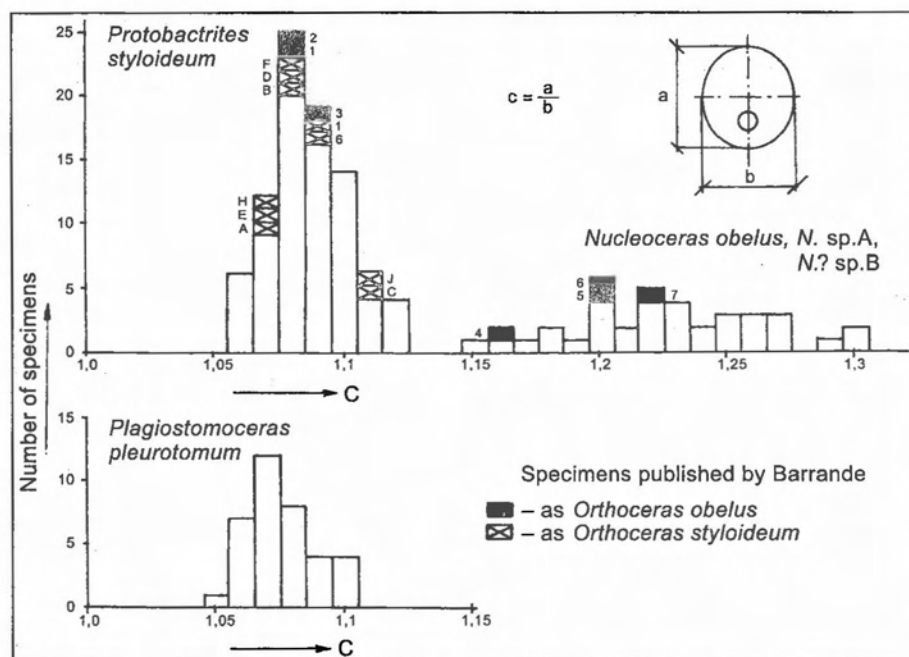 Protobactrites
styloideum
c = a/b
a
b
Nucleoceras obelus, N. sp.A,
N.? sp.B
Number of specimens
25
20
15
10
5
0
2
1
F
D
B
3
1
6
H
E
A
J
C
4
6
5
7
1,0
1,05
1,1
1,15
1,2
1,25
1,3
C
Plagiostomoceras
pleurotomum
15
10
5
0
1,0
1,05
1,1
1,15
C
Specimens published by Barrande
– as Orthoceras obelus
– as Orthoceras styloideum